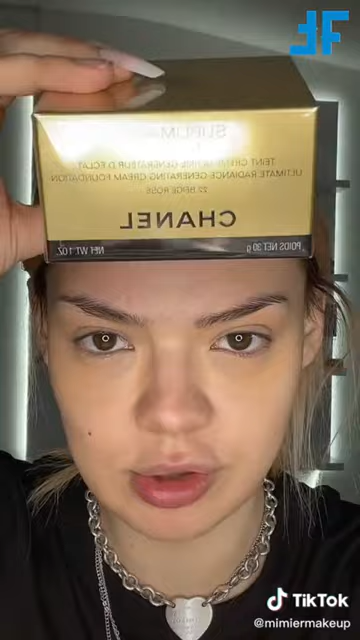 SUBLIM
TEINT CRÈME GÉNÉRATEUR D'ÉCLAT
ULTIMATE RADIANCE GENERATING CREAM FOUNDATION
22 BEIGE ROSÉ
CHANEL
POIDS NET 30 g
NET WT 1 OZ.
TikTok
@mimiermakeup